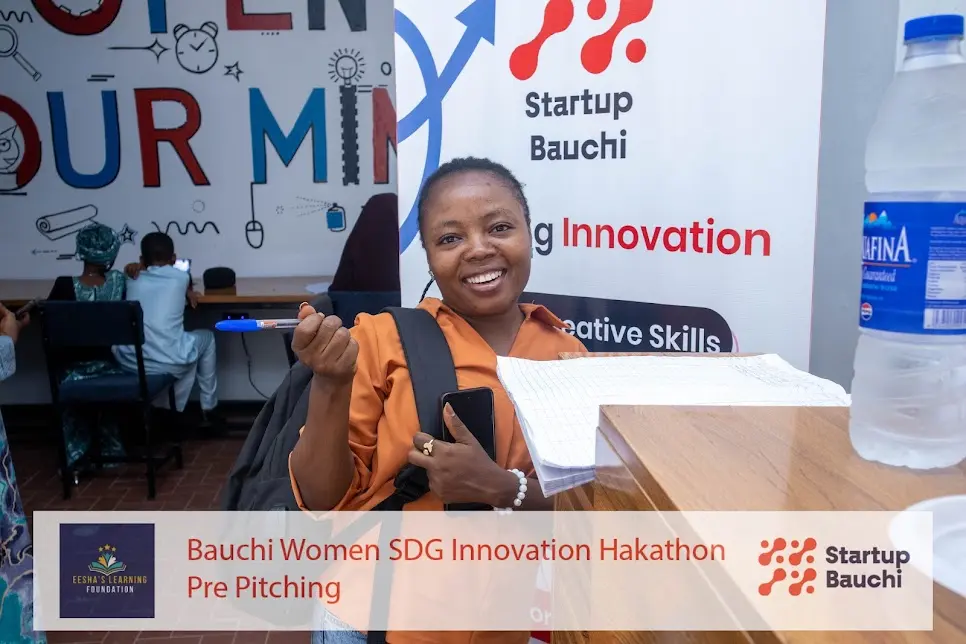 OUR MIN
Startup
Bauchi
Innovation
eative Skills
AFINA
EESHA'S LEARNING
FOUNDATION
Bauchi Women SDG Innovation Hakathon
Pre Pitching
Startup
Bauchi